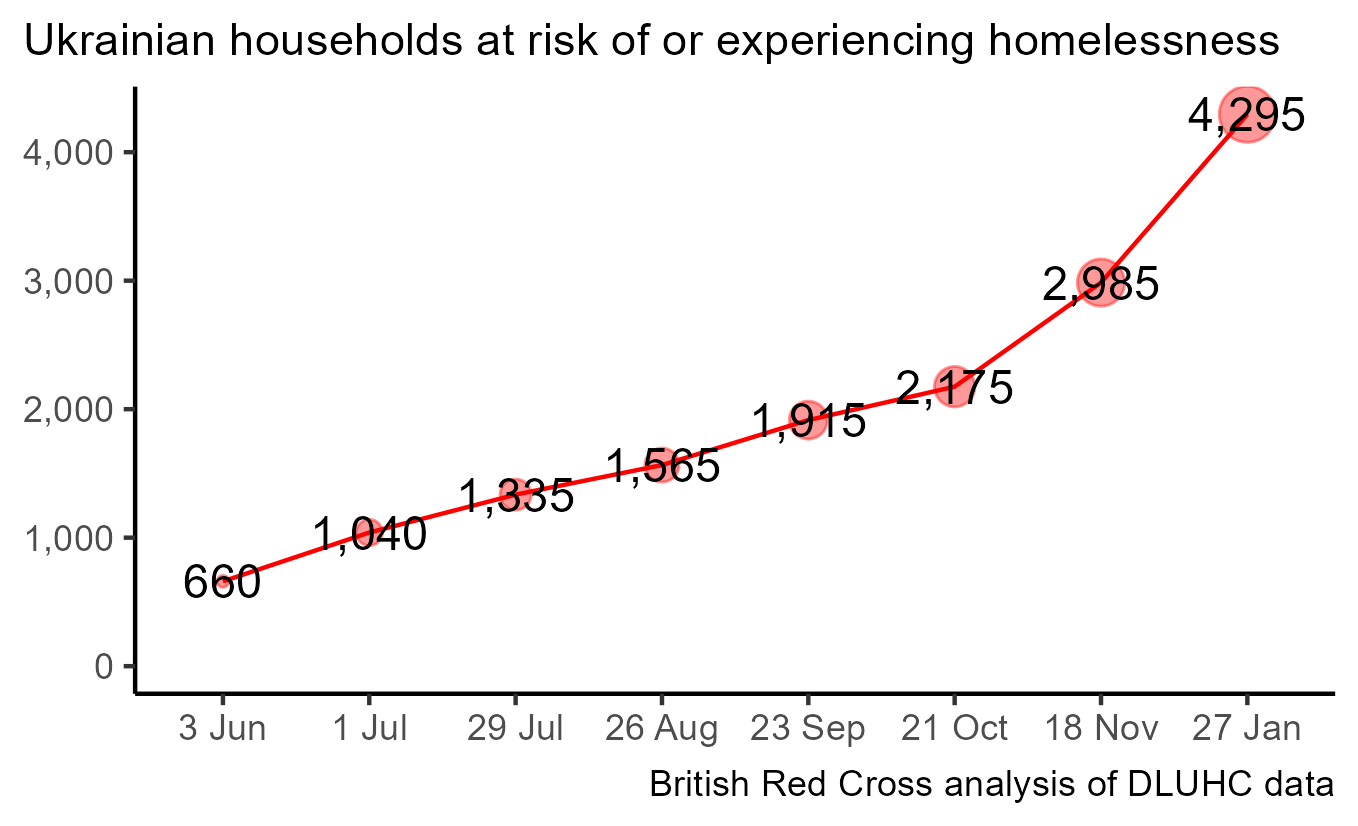 Ukrainian households at risk of or experiencing homelessness
4,000
3,000
2,000
1,000
0
660
1,040
1,335
1,565
1,915
2,175
2,985
4,295
3 Jun
1 Jul
29 Jul
26 Aug
23 Sep
21 Oct
18 Nov
27 Jan
British Red Cross analysis of DLUHC data